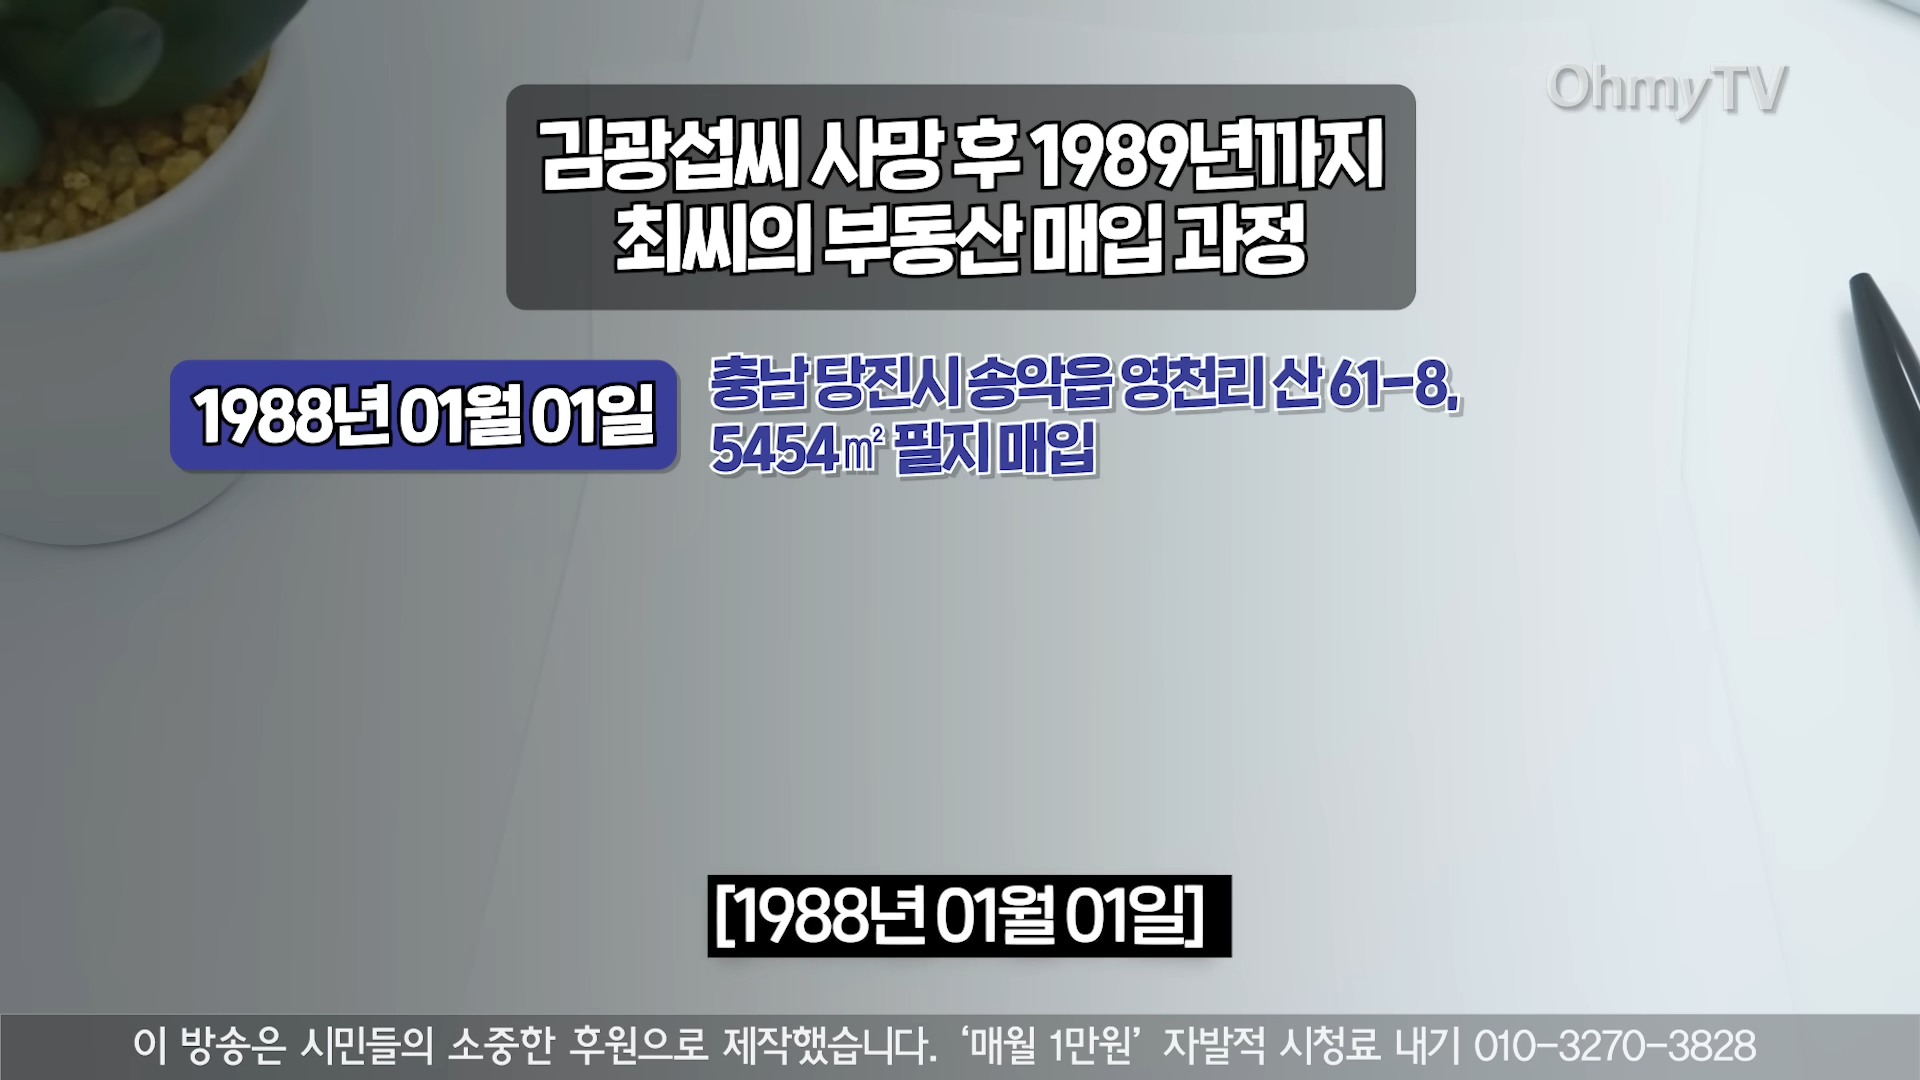 OhmyTV
김광섭씨 사망 후 1989년까지
최씨의 부동산 매입 과정
1988년 01월 01일
충남 당진시 송악읍 영천리 산 61-8,
5454㎡ 필지 매입
[1988년 01월 01일]
이 방송은 시민들의 소중한 후원으로 제작했습니다. ‘매월 1만원’ 자발적 시청료 내기 010-3270-3828